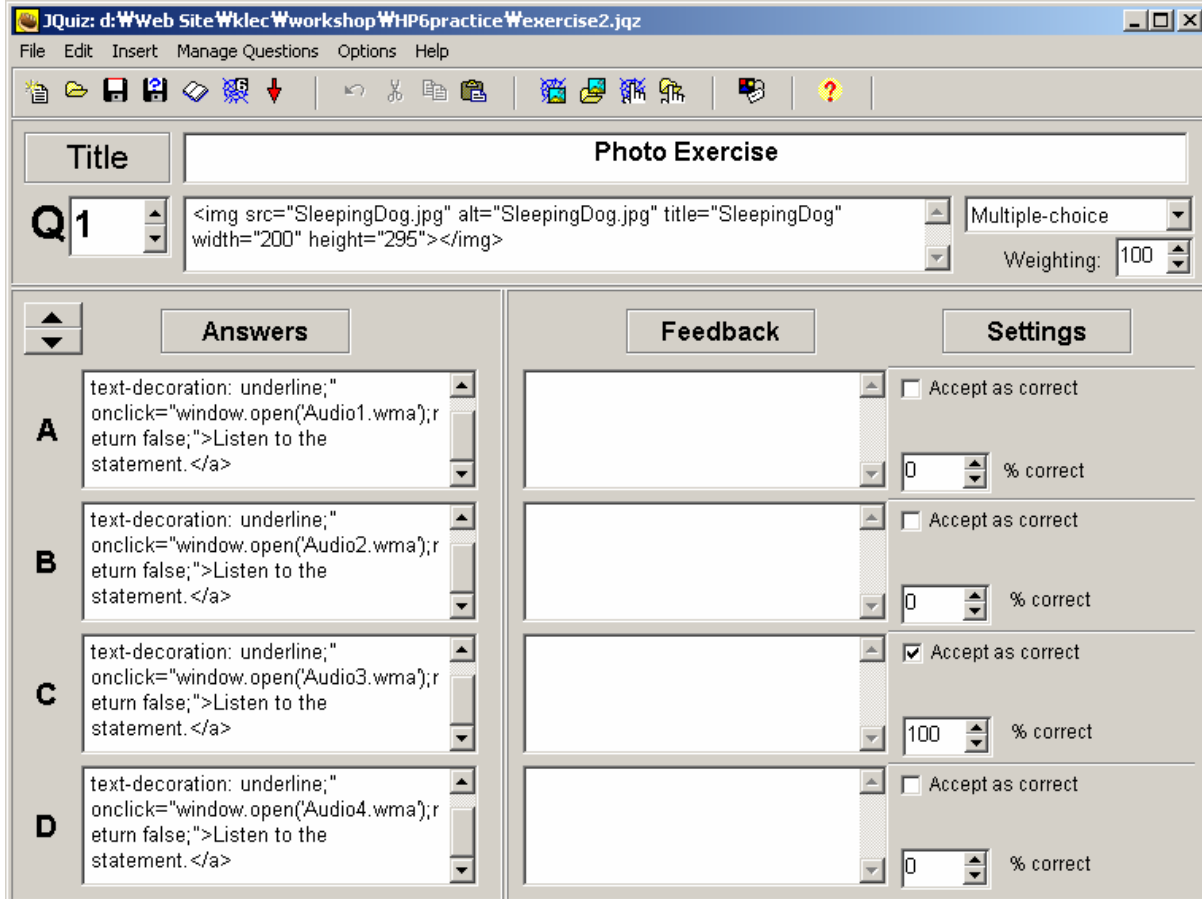 JQuiz: d:₩Web Site₩klec₩workshop₩HP6practice₩exercise2.jqz
File Edit Insert Manage Questions Options Help
Title
Photo Exercise
Q 1
<img src="SleepingDog.jpg" alt="SleepingDog.jpg" title="SleepingDog"
width="200" height="295"></img>
Multiple-choice
Weighting: 100
Answers
Feedback
Settings
A
text-decoration: underline;"
onclick="window.open('Audio1.wma');r
eturn false;">Listen to the
statement.</a>
Accept as correct
0 % correct
B
text-decoration: underline;"
onclick="window.open('Audio2.wma');r
eturn false;">Listen to the
statement.</a>
Accept as correct
0 % correct
C
text-decoration: underline;"
onclick="window.open('Audio3.wma');r
eturn false;">Listen to the
statement.</a>
Accept as correct
100 % correct
D
text-decoration: underline;"
onclick="window.open('Audio4.wma');r
eturn false;">Listen to the
statement.</a>
Accept as correct
0 % correct